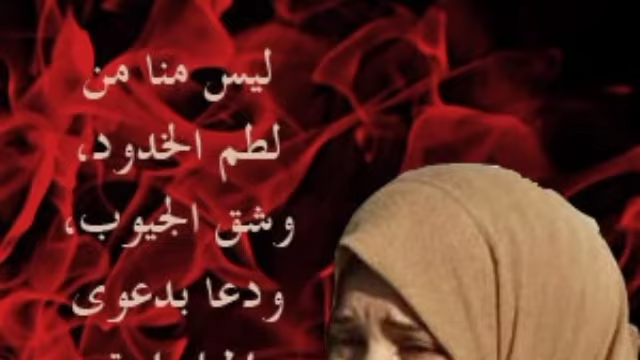 ليس منا من
لطم الخدود،
وشق الجيوب،
ودعا بدعوى